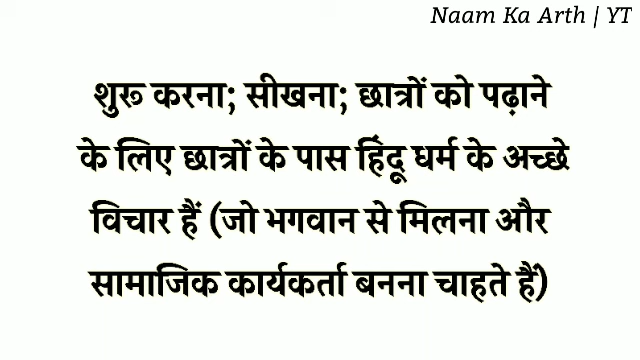 Naam Ka Arth | YT
शुरू करना; सीखना; छात्रों को पढ़ाने
के लिए छात्रों के पास हिंदू धर्म के अच्छे
विचार हैं (जो भगवान से मिलना और
सामाजिक कार्यकर्ता बनना चाहते हैं)